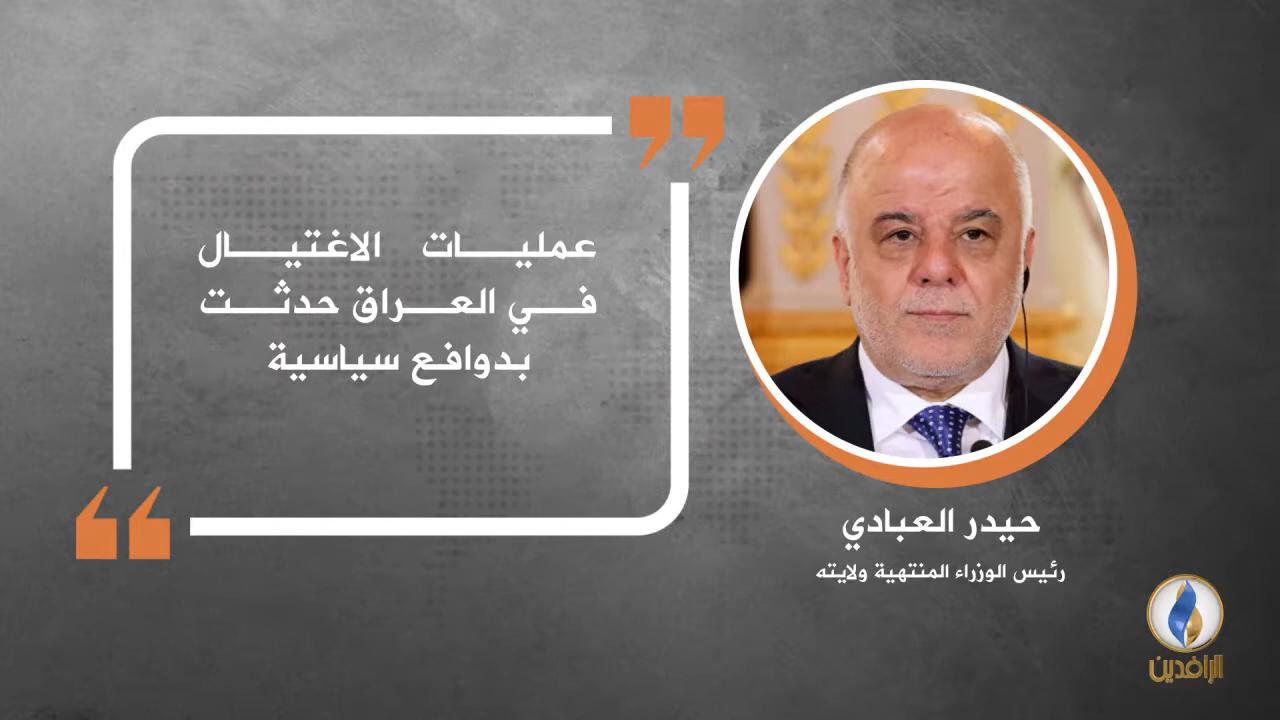 عمليات الاغتيال
في العراق حدثت
بدوافع سياسية
حيدر العبادي
رئيس الوزراء المنتهية ولايته
الرافدين